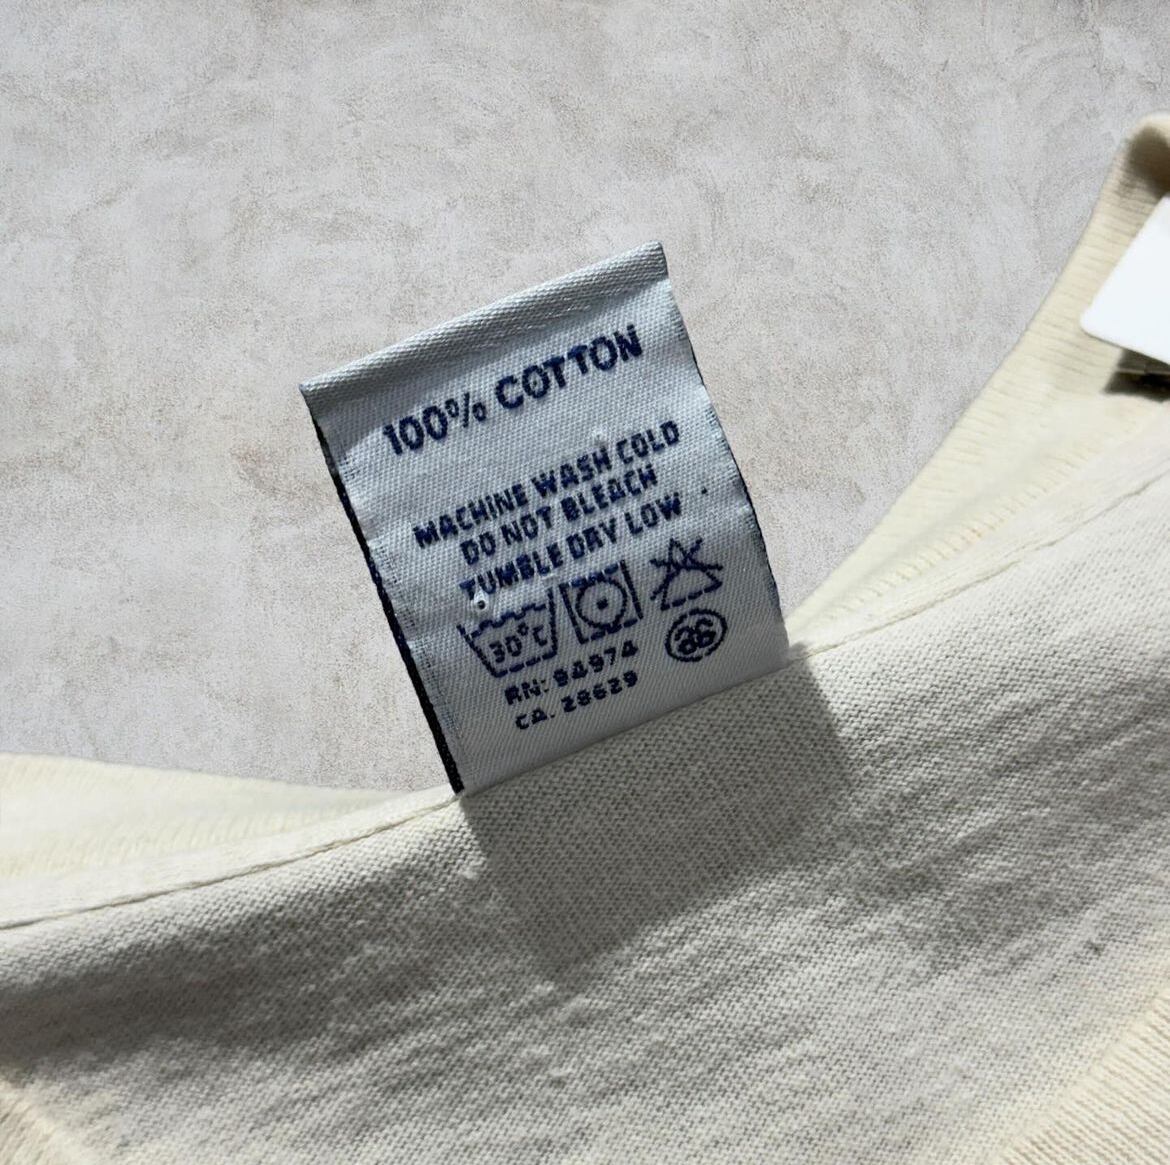 100% COTTON
MACHINE WASH COLD
DO NOT BLEACH
TUMBLE DRY LOW
30°C
RN: 94974
CA. 28629